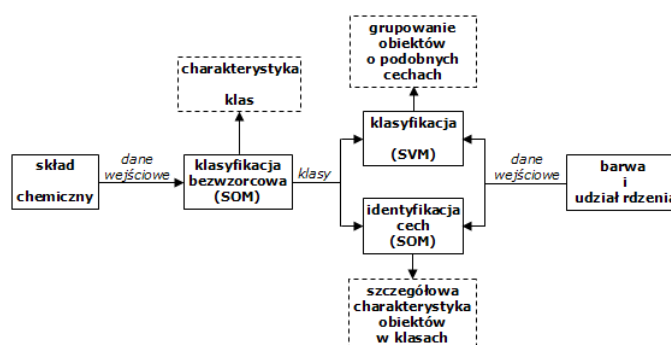 grupowanie
obiektów
o podobnych
cechach
charakterystyka
klas
klasyfikacja
(SVM)
skład
chemiczny
dane
wejściowe
klasyfikacja
bezwzorcowa
(SOM)
klasy
dane
wejściowe
barwa
i
udział rdzenia
identyfikacja
cech
(SOM)
szczegółowa
charakterystyka
obiektów
w klasach